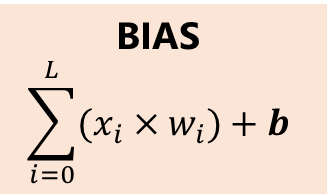 BIAS
L
∑(xᵢ × wᵢ) + b
i=0